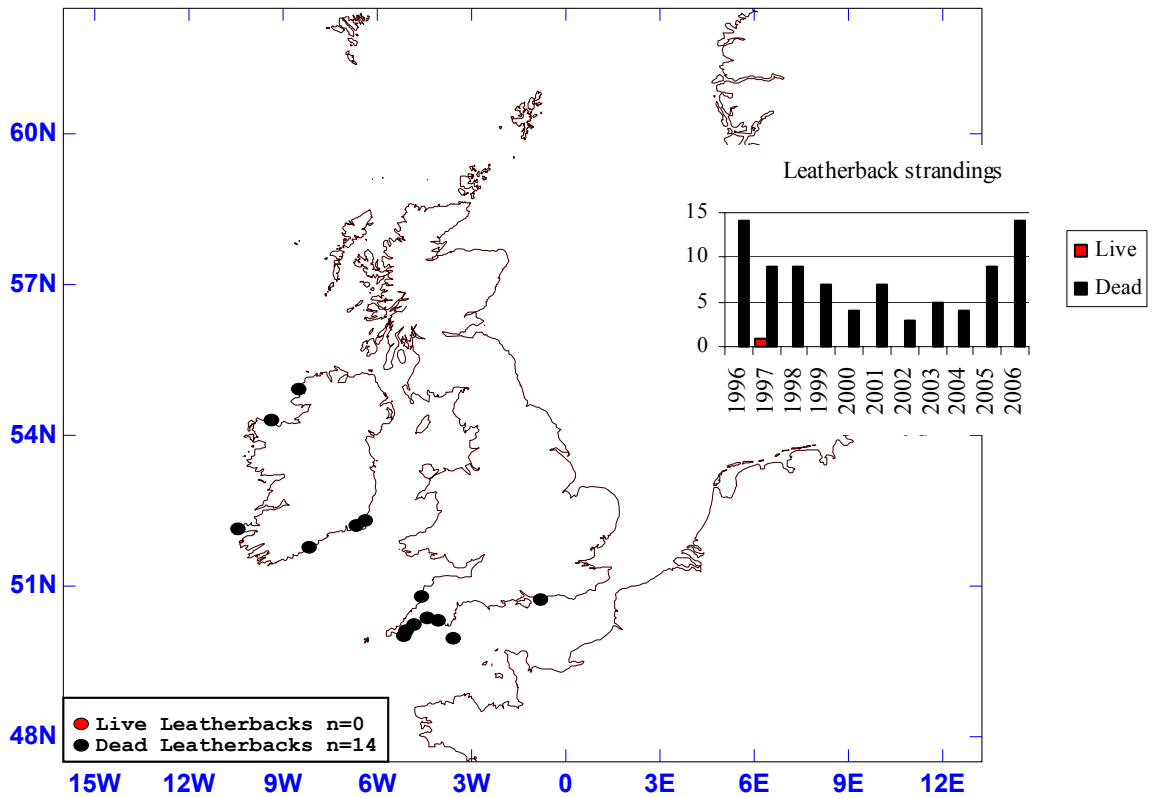 60N
57N
54N
51N
48N
15W 12W 9W 6W 3W 0 3E 6E 9E 12E
Leatherback strandings
15
10
5
0
1996 1997 1998 1999 2000 2001 2002 2003 2004 2005 2006
Live
Dead
Live Leatherbacks n=0
Dead Leatherbacks n=14